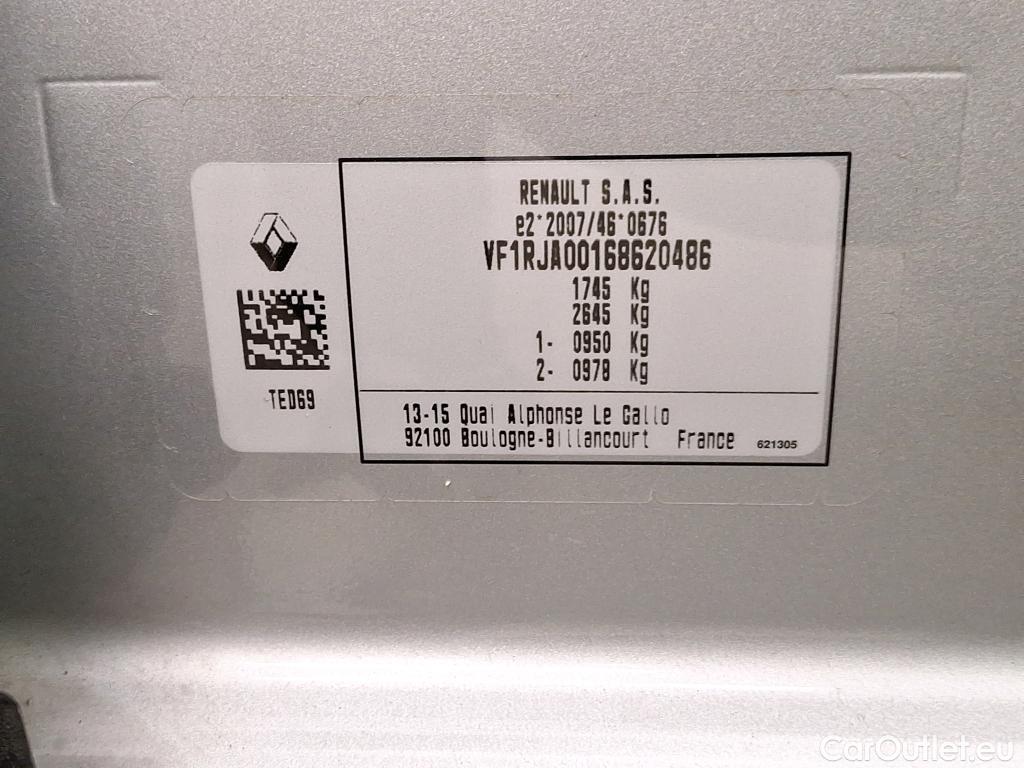 RENAULT S.A.S.
e2*2007/46*0676
VF1RJA00168620486
1745 Kg
2645 Kg
1- 0950 Kg
2- 0978 Kg
TED69
13-15 Quai Alphonse Le Gallo
92100 Boulogne-Billancourt France
621305
CarOutlet.eu